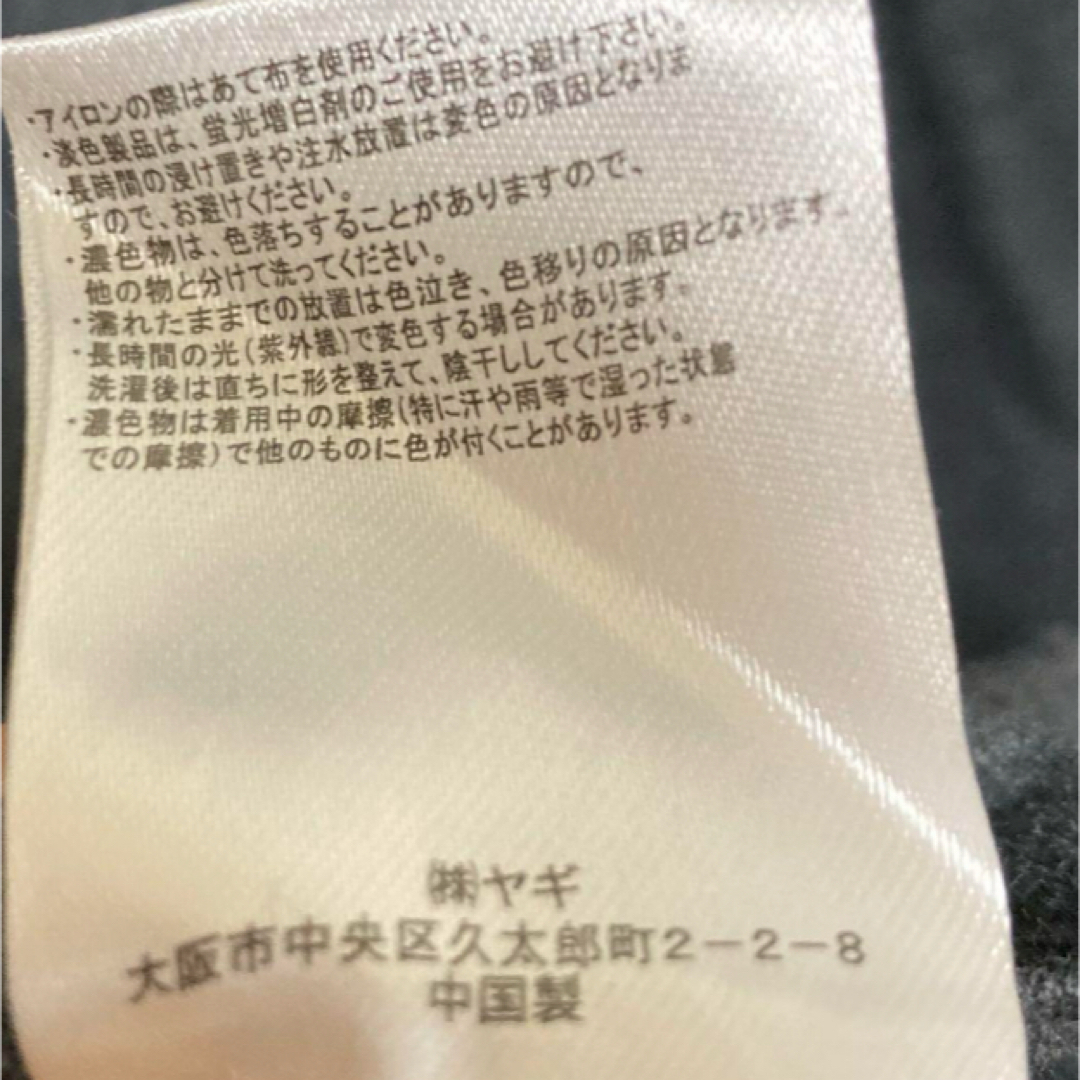 ・アイロンの際はあて布を使用ください。
・淡色製品は、蛍光増白剤のご使用をお避け下さい。
・長時間の浸け置きや注水放置は変色の原因となりま
すので、お避けください。
・濃色物は、色落ちすることがありますので、
他の物と分けて洗ってください。
・濡れたままでの放置は色泣き、色移りの原因となります。
・長時間の光(紫外線)で変色する場合があります。
洗濯後は直ちに形を整えて、陰干ししてください。
・濃色物は着用中の摩擦(特に汗や雨等で湿った状態
での摩擦)で他のものに色が付くことがあります。
㈱ヤギ
大阪市中央区久太郎町2-2-8
中国製